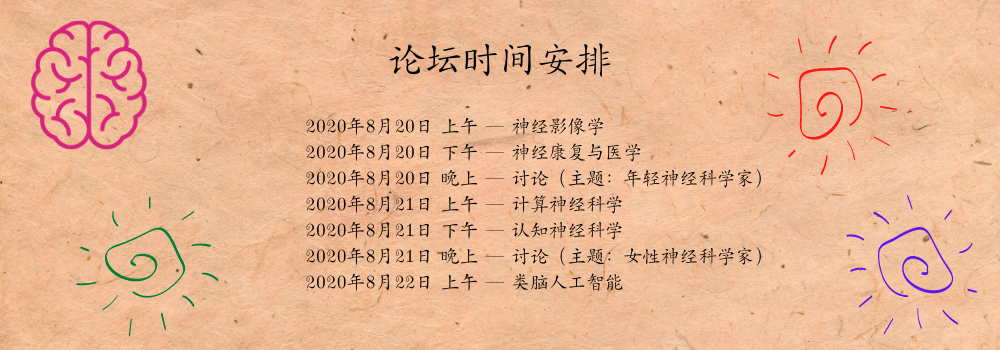 论坛时间安排
2020年8月20日 上午 — 神经影像学
2020年8月20日 下午 — 神经康复与医学
2020年8月20日 晚上 — 讨论（主题：年轻神经科学家）
2020年8月21日 上午 — 计算神经科学
2020年8月21日 下午 — 认知神经科学
2020年8月21日 晚上 — 讨论（主题：女性神经科学家）
2020年8月22日 上午 — 类脑人工智能